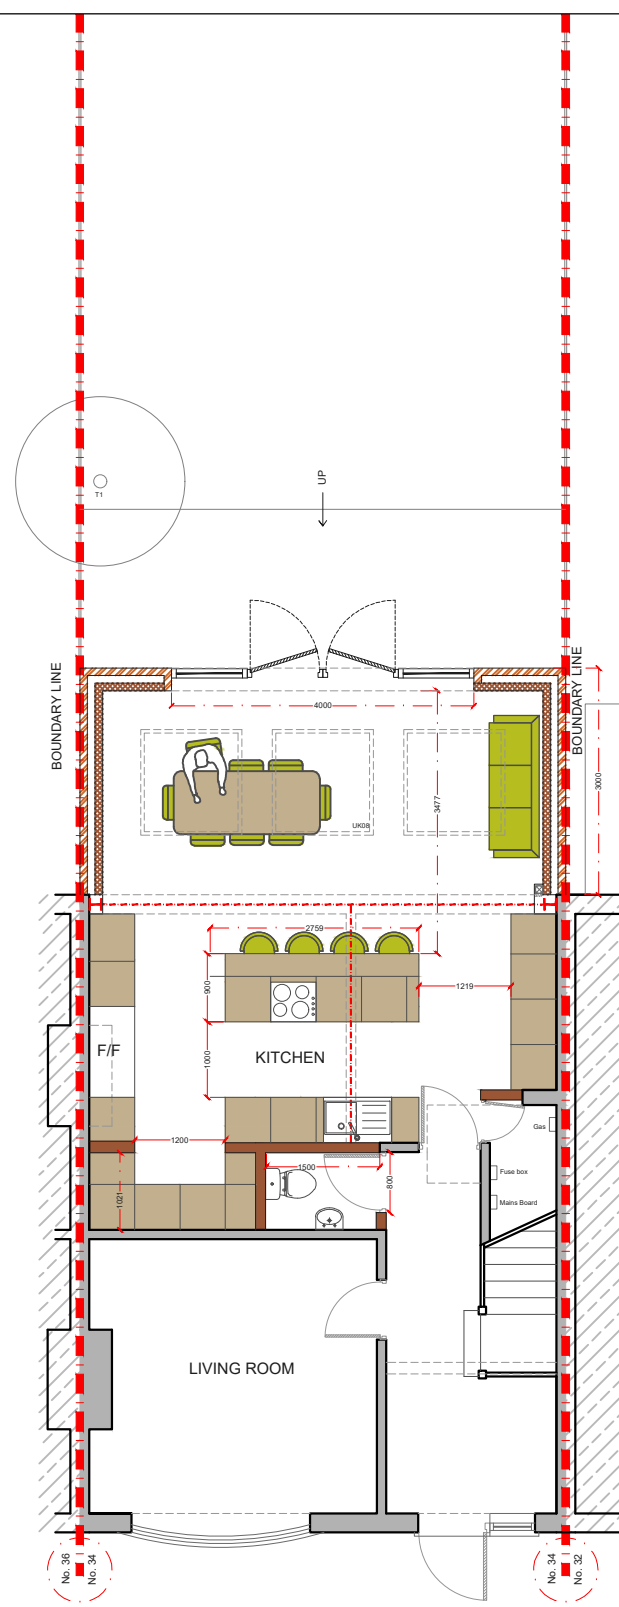 T1
UP
BOUNDARY LINE
BOUNDARY LINE
4000
3000
3477
UK08
2759
900
1219
1000
KITCHEN
F/F
Gas
1200
1500
800
1021
Fuse box
Mains Board
LIVING ROOM
No. 36
No. 34
No. 34
No. 32